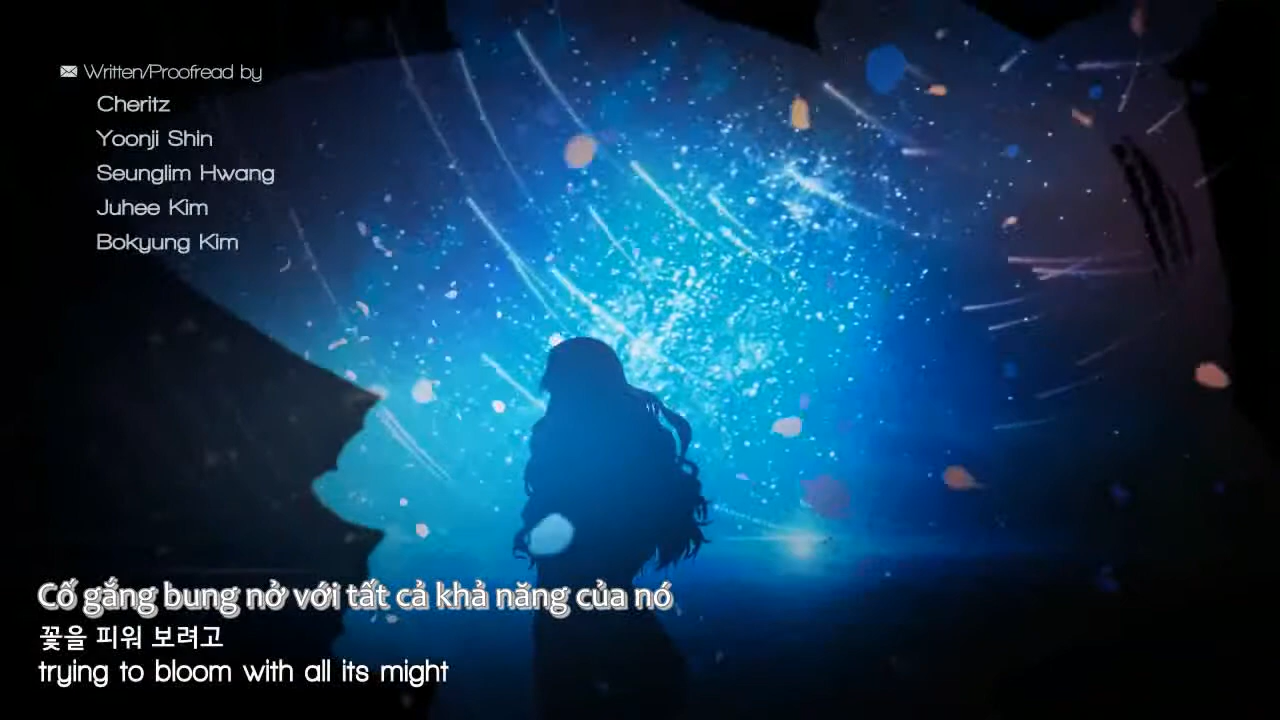 Written/Proofread by
Cheritz
Yoonji Shin
Seunglim Hwang
Juhee Kim
Bokyung Kim
Cố gắng bung nở với tất cả khả năng của nó
꽃을 피워 보려고
trying to bloom with all its might